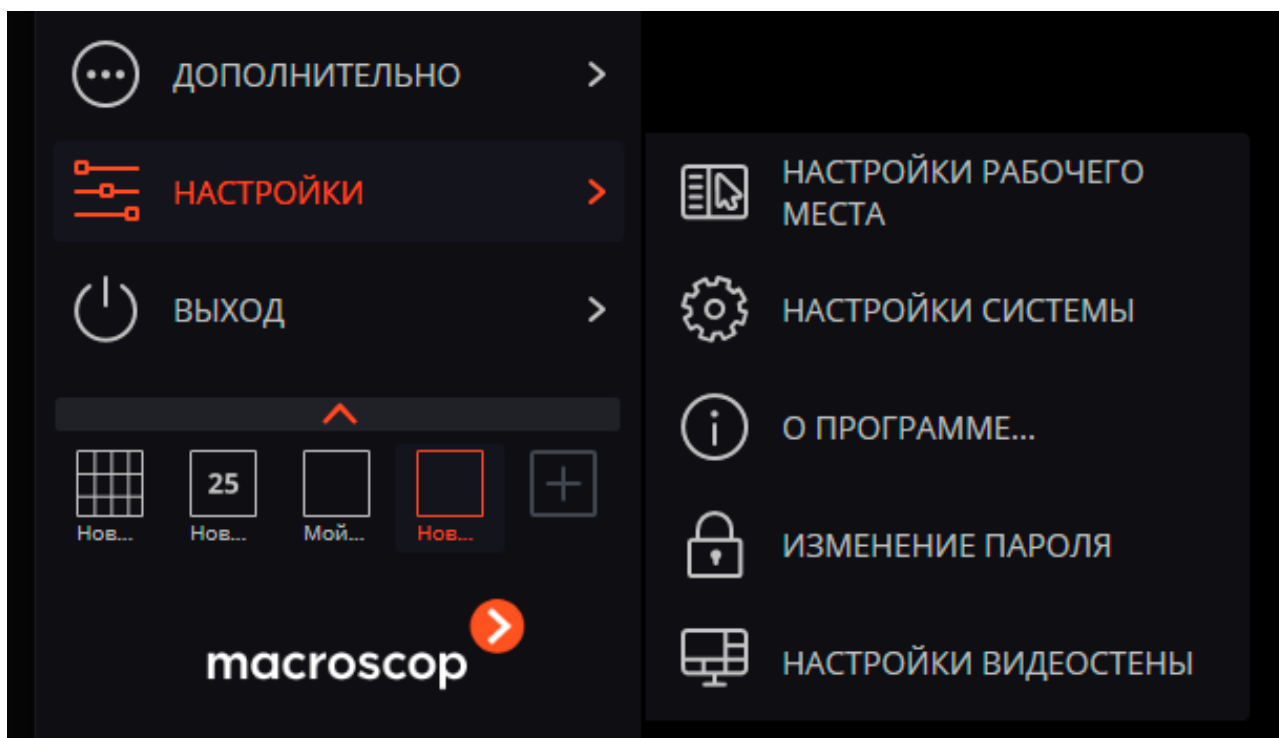 ДОПОЛНИТЕЛЬНО
НАСТРОЙКИ
ВЫХОД
25
Нов...
Нов...
Мой...
Нов...
macroscop
НАСТРОЙКИ РАБОЧЕГО
МЕСТА
НАСТРОЙКИ СИСТЕМЫ
О ПРОГРАММЕ...
ИЗМЕНЕНИЕ ПАРОЛЯ
НАСТРОЙКИ ВИДЕОСТЕНЫ